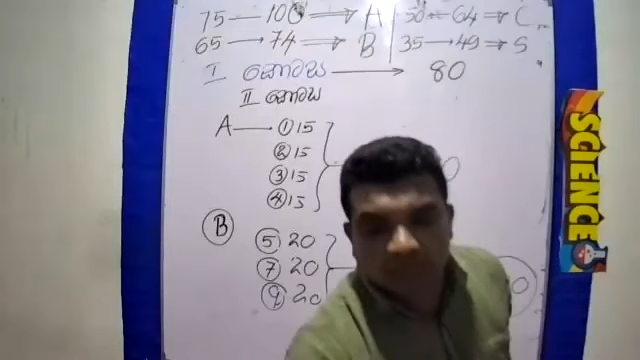 75 — 100 ⟹ A | 50 ← 64 ⇒ C
65 → 74 ⟹ B | 35 → 49 ⇒ S
I කොටස → 80
II කොටස
A — ① 15
② 15
③ 15
④ 15
Ⓑ
⑤ 20
⑦ 20
⑨ 20
SCIENCE